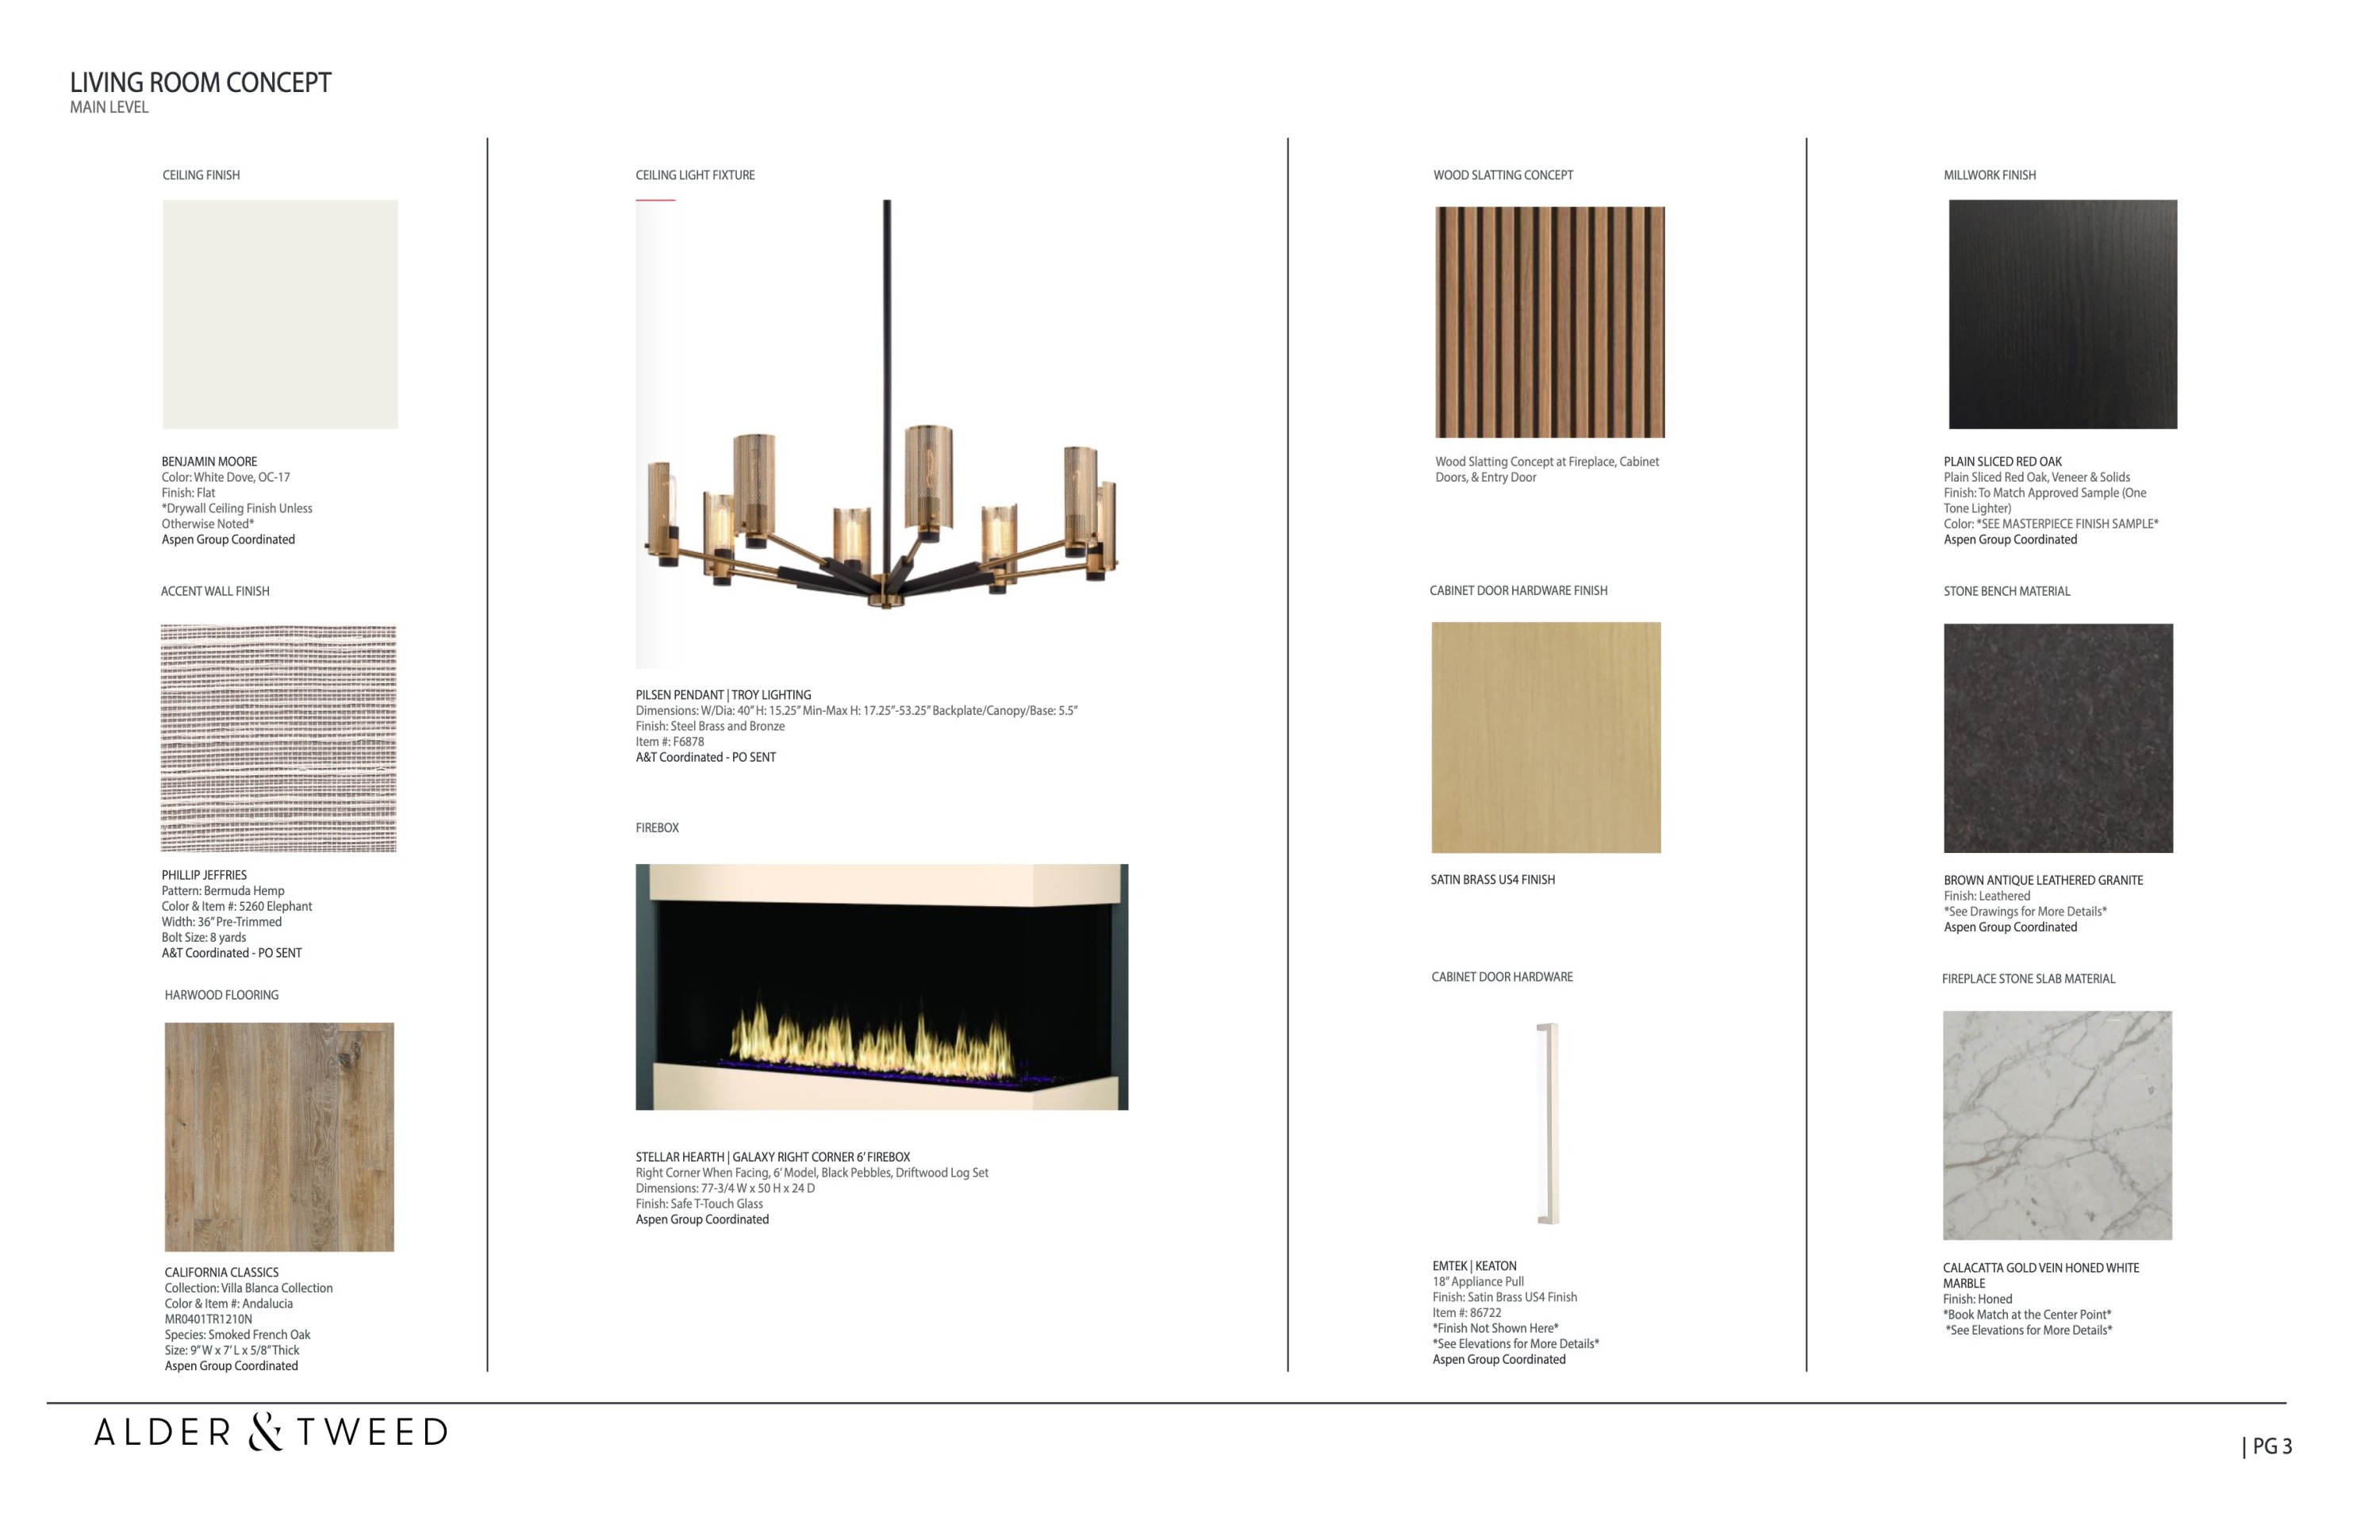 LIVING ROOM CONCEPT
MAIN LEVEL
CEILING FINISH
BENJAMIN MOORE
Color: White Dove, OC-17
Finish: Flat
*Drywall Ceiling Finish Unless
Otherwise Noted*
Aspen Group Coordinated
ACCENT WALL FINISH
PHILLIP JEFFRIES
Pattern: Bermuda Hemp
Color & Item #: 5260 Elephant
Width: 36" Pre-Trimmed
Bolt Size: 8 yards
A&T Coordinated - PO SENT
HARWOOD FLOORING
CALIFORNIA CLASSICS
Collection: Villa Blanca Collection
Color & Item #: Andalucia
MR0401TR1210N
Species: Smoked French Oak
Size: 9" W x 7' L x 5/8" Thick
Aspen Group Coordinated
CEILING LIGHT FIXTURE
PILSEN PENDANT | TROY LIGHTING
Dimensions: W/Dia: 40" H: 15.25" Min-Max H: 17.25"-53.25" Backplate/Canopy/Base: 5.5"
Finish: Steel Brass and Bronze
Item #: F6878
A&T Coordinated - PO SENT
FIREBOX
STELLAR HEARTH | GALAXY RIGHT CORNER 6' FIREBOX
Right Corner When Facing, 6' Model, Black Pebbles, Driftwood Log Set
Dimensions: 77-3/4 W x 50 H x 24 D
Finish: Safe T-Touch Glass
Aspen Group Coordinated
WOOD SLATTING CONCEPT
Wood Slatting Concept at Fireplace, Cabinet
Doors, & Entry Door
CABINET DOOR HARDWARE FINISH
SATIN BRASS US4 FINISH
CABINET DOOR HARDWARE
EMTEK | KEATON
18" Appliance Pull
Finish: Satin Brass US4 Finish
Item #: 86722
*Finish Not Shown Here*
*See Elevations for More Details*
Aspen Group Coordinated
MILLWORK FINISH
PLAIN SLICED RED OAK
Plain Sliced Red Oak, Veneer & Solids
Finish: To Match Approved Sample (One
Tone Lighter)
Color: *SEE MASTERPIECE FINISH SAMPLE*
Aspen Group Coordinated
STONE BENCH MATERIAL
BROWN ANTIQUE LEATHERED GRANITE
Finish: Leathered
*See Drawings for More Details*
Aspen Group Coordinated
FIREPLACE STONE SLAB MATERIAL
CALACATTA GOLD VEIN HONED WHITE
MARBLE
Finish: Honed
*Book Match at the Center Point*
*See Elevations for More Details*
ALDER & TWEED
| PG 3